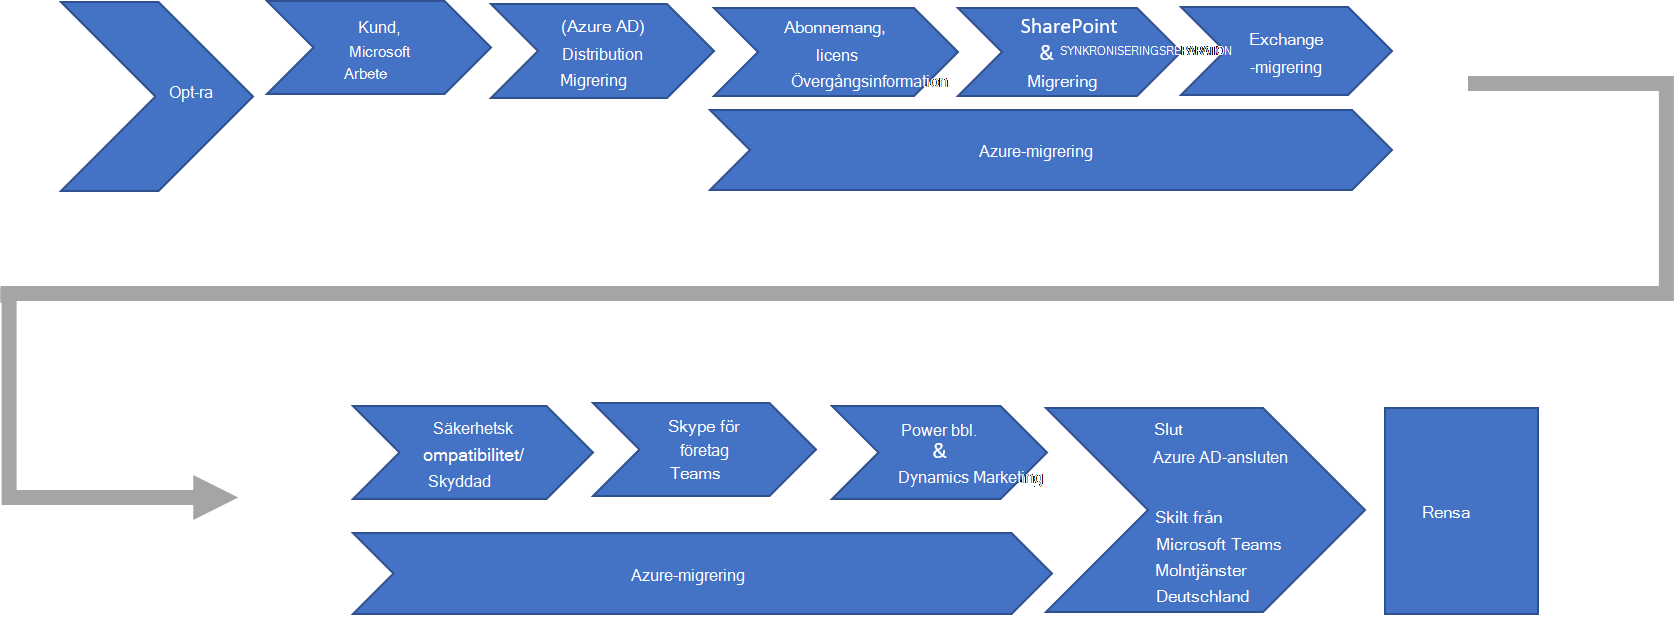 Opt-ra
Kund,
Microsoft
Arbete
(Azure AD)
Distribution
Migrering
Abonnemang,
licens
Övergångsinformation
SharePoint
& SYNKRONISERINGSREPARATION
Migrering
Exchange
-migrering
Azure-migrering
Säkerhetsk
ompatibilitet/
Skyddad
Skype för
företag
Teams
Power bbl.
&
Dynamics Marketing
Azure-migrering
Slut
Azure AD-ansluten
Skilt från
Microsoft Teams
Molntjänster
Deutschland
Rensa